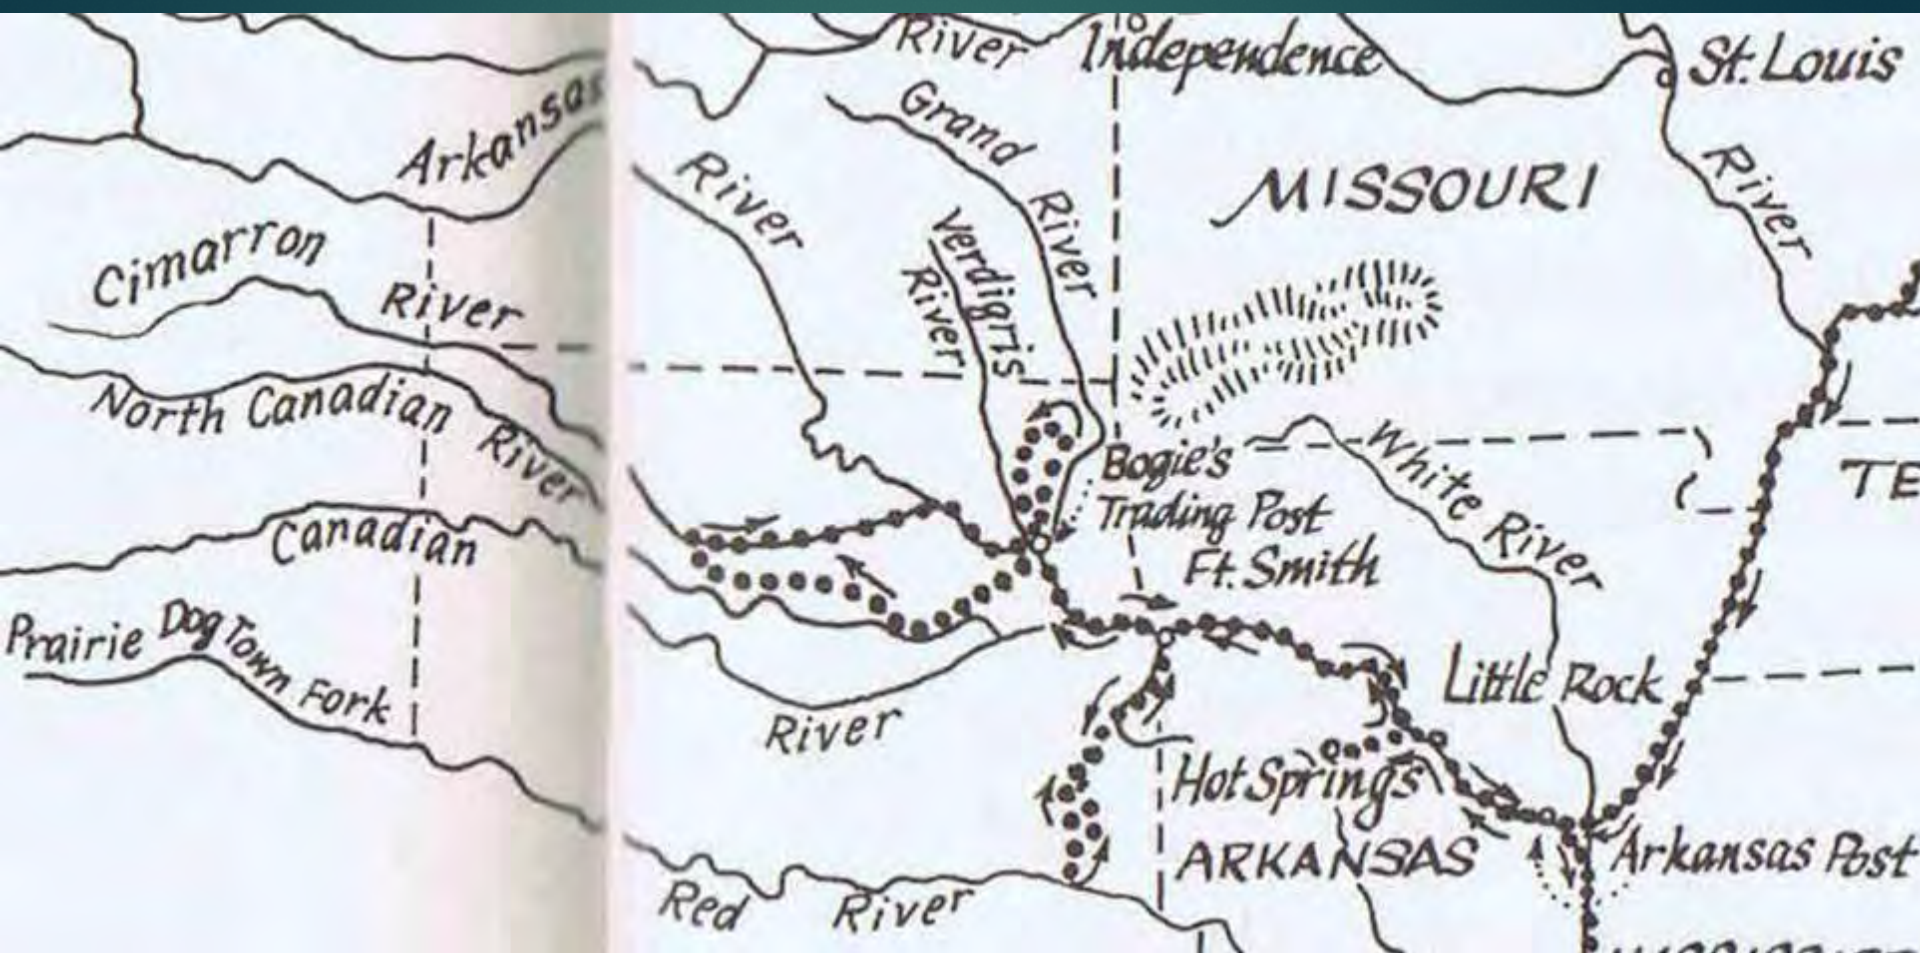 River
Independence
St. Louis
Grand
River
Arkansas
River
River
MISSOURI
Verdigris
River
Cimarron
River
North Canadian
River
Bogie's
Trading Post
White River
TE
Canadian
Ft. Smith
Prairie Dog Town Fork
River
Little Rock
Hot Springs
ARKANSAS
Arkansas Post
Red River